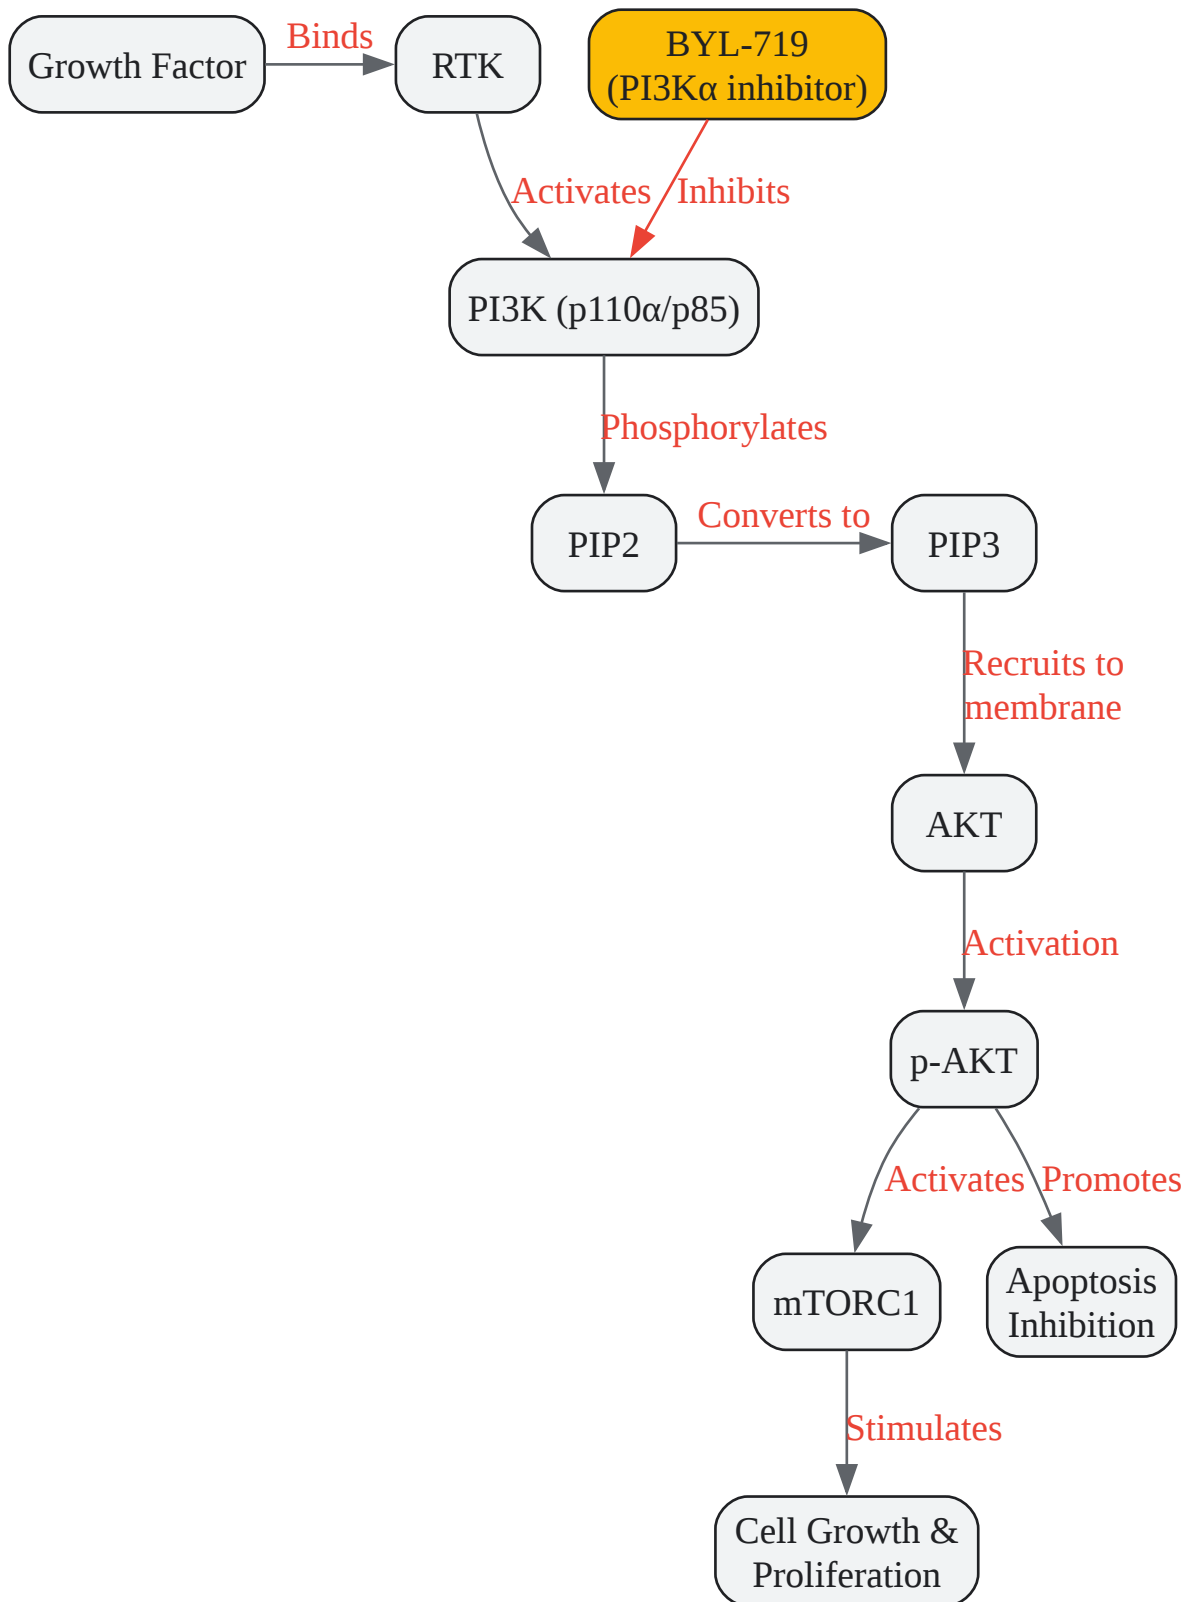 Growth Factor
Binds
RTK
BYL-719
(PI3Kα inhibitor)
Activates
Inhibits
PI3K (p110α/p85)
Phosphorylates
PIP2
Converts to
PIP3
Recruits to
membrane
AKT
Activation
p-AKT
Activates
Promotes
mTORC1
Apoptosis
Inhibition
Stimulates
Cell Growth &
Proliferation